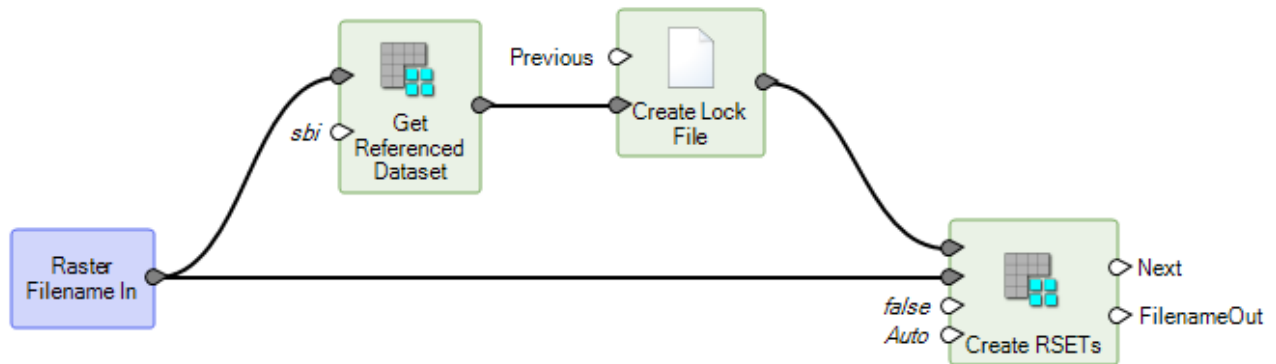 Raster
Filename In
sbi
Get
Referenced
Dataset
Previous
Create Lock
File
false
Auto
Create RSETs
Next
FilenameOut